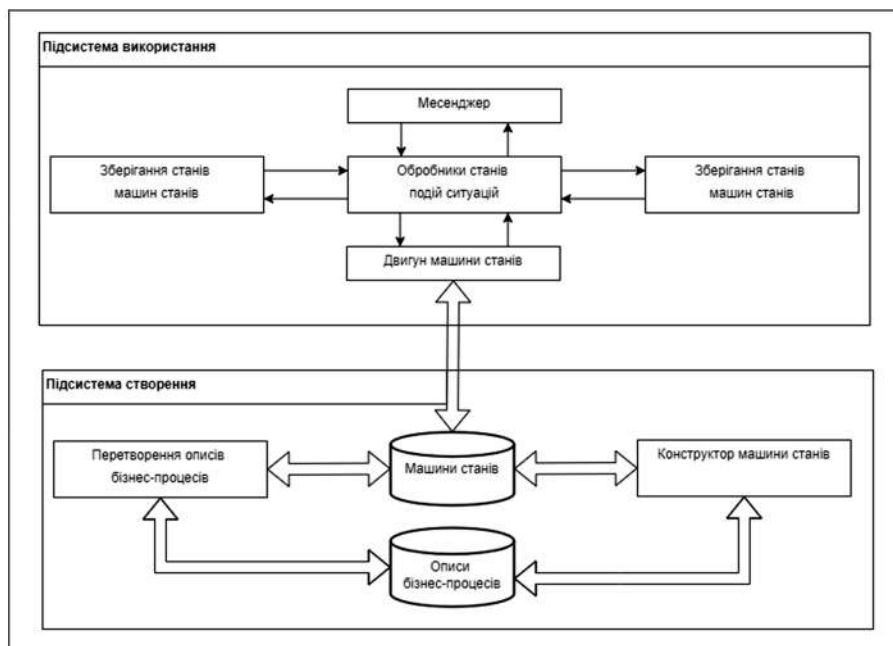 Підсистема використання
Месенджер
Зберігання станів
машин станів
Обробники станів
подій ситуацій
Зберігання станів
машин станів
Двигун машини станів
Підсистема створення
Перетворення описів
бізнес-процесів
Машини станів
Конструктор машини станів
Описи
бізнес-процесів